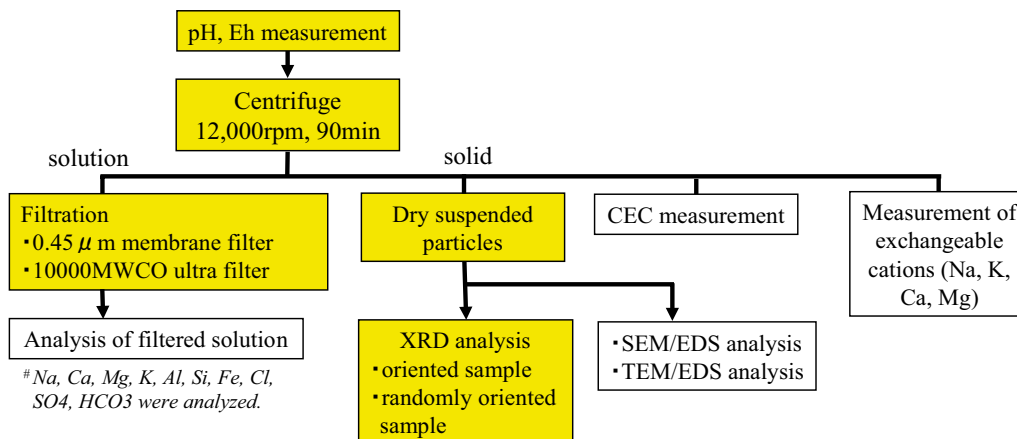 pH, Eh measurement
Centrifuge
12,000rpm, 90min
solution
solid
Filtration
・0.45 μ m membrane filter
・10000MWCO ultra filter
Dry suspended
particles
CEC measurement
Measurement of
exchangeable
cations (Na, K,
Ca, Mg)
Analysis of filtered solution
#Na, Ca, Mg, K, Al, Si, Fe, Cl,
SO4, HCO3 were analyzed.
XRD analysis
・oriented sample
・randomly oriented
sample
・SEM/EDS analysis
・TEM/EDS analysis